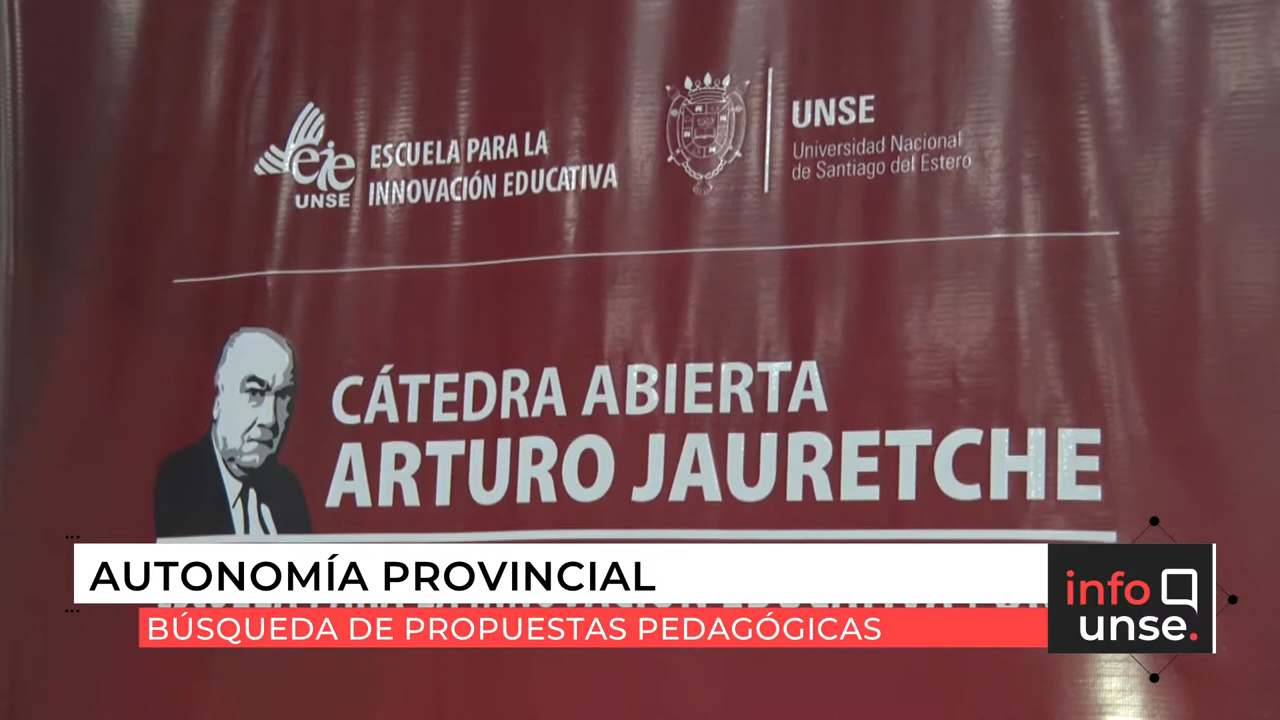 eie
UNSE
ESCUELA PARA LA
INNOVACIÓN EDUCATIVA
UNSE
Universidad Nacional
de Santiago del Estero
CÁTEDRA ABIERTA
ARTURO JAURETCHE
AUTONOMÍA PROVINCIAL
BÚSQUEDA DE PROPUESTAS PEDAGÓGICAS
info
unse.